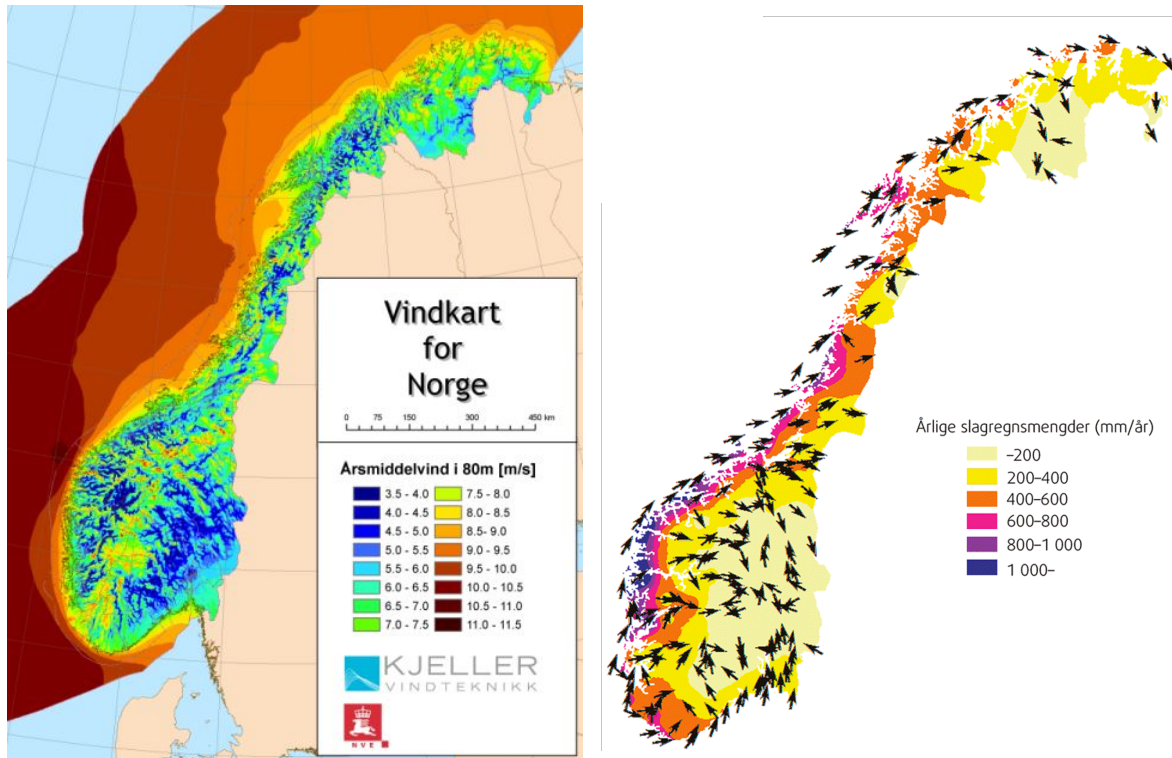 Vindkart
for
Norge
0 75 150 300 450 km
Årsmiddelvind i 80m [m/s]
3.5 - 4.0 7.5 - 8.0
4.0 - 4.5 8.0 - 8.5
4.5 - 5.0 8.5- 9.0
5.0 - 5.5 9.0 - 9.5
5.5 - 6.0 9.5 - 10.0
6.0 - 6.5 10.0 - 10.5
6.5 - 7.0 10.5 - 11.0
7.0 - 7.5 11.0 - 11.5
KJELLER
VINDTEKNIKK
NVE
Årlige slagregnsmengder (mm/år)
–200
200–400
400–600
600–800
800–1 000
1 000–